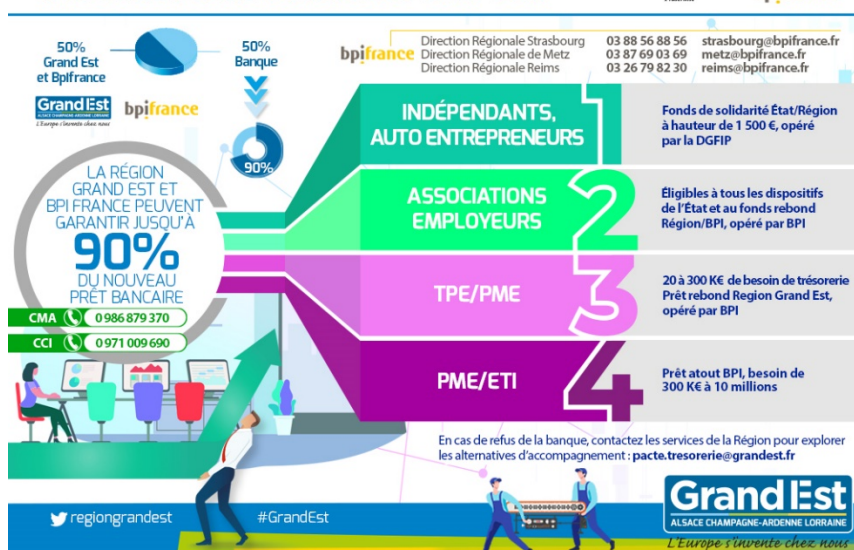 50%
Grand Est
et Bpifrance
50%
Banque
Grand Est
ALSACE CHAMPAGNE-ARDENNE LORRAINE
L'Europe s'invente chez nous
bpifrance
90%
bpifrance
Direction Régionale Strasbourg 03 88 56 88 56 strasbourg@bpifrance.fr
Direction Régionale de Metz 03 87 69 03 69 metz@bpifrance.fr
Direction Régionale Reims 03 26 79 82 30 reims@bpifrance.fr
LA RÉGION
GRAND EST ET
BPI FRANCE PEUVENT
GARANTIR JUSQU'À
90%
DU NOUVEAU
PRÊT BANCAIRE
CMA 0 986 879 370
CCI 0 971 009 690
INDÉPENDANTS,
AUTO ENTREPRENEURS
1
Fonds de solidarité État/Région
à hauteur de 1 500 €, opéré
par la DGFIP
ASSOCIATIONS
EMPLOYEURS
2
Éligibles à tous les dispositifs
de l'État et au fonds rebond
Région/BPI, opéré par BPI
TPE/PME
3
20 à 300 K€ de besoin de trésorerie
Prêt rebond Region Grand Est,
opéré par BPI
PME/ETI
4
Prêt atout BPI, besoin de
300 K€ à 10 millions
En cas de refus de la banque, contactez les services de la Région pour explorer
les alternatives d'accompagnement : pacte.tresorerie@grandest.fr
regiongrandest
#GrandEst
Grand Est
ALSACE CHAMPAGNE-ARDENNE LORRAINE
L'Europe s'invente chez nous